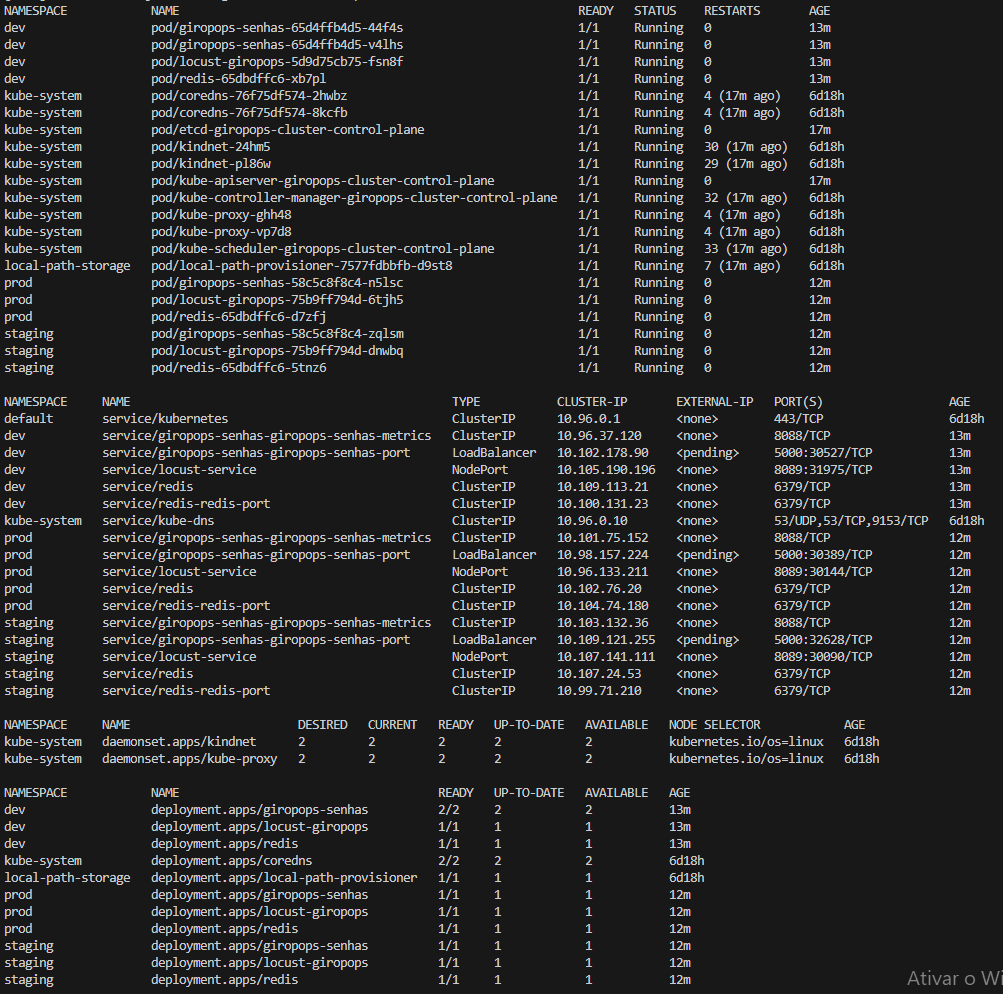 NAMESPACE NAME READY STATUS RESTARTS AGE
dev pod/giropops-senhas-65d4ffb4d5-44f4s 1/1 Running 0 13m
dev pod/giropops-senhas-65d4ffb4d5-v4lhs 1/1 Running 0 13m
dev pod/locust-giropops-5d9d75cb75-fsn8f 1/1 Running 0 13m
dev pod/redis-65dbdffc6-xb7pl 1/1 Running 0 13m
kube-system pod/coredns-76f75df574-2hwbz 1/1 Running 4 (17m ago) 6d18h
kube-system pod/coredns-76f75df574-8kcfb 1/1 Running 4 (17m ago) 6d18h
kube-system pod/etcd-giropops-cluster-control-plane 1/1 Running 0 17m
kube-system pod/kindnet-24hm5 1/1 Running 30 (17m ago) 6d18h
kube-system pod/kindnet-pl86w 1/1 Running 29 (17m ago) 6d18h
kube-system pod/kube-apiserver-giropops-cluster-control-plane 1/1 Running 0 17m
kube-system pod/kube-controller-manager-giropops-cluster-control-plane 1/1 Running 32 (17m ago) 6d18h
kube-system pod/kube-proxy-ghh48 1/1 Running 4 (17m ago) 6d18h
kube-system pod/kube-proxy-vp7d8 1/1 Running 4 (17m ago) 6d18h
kube-system pod/kube-scheduler-giropops-cluster-control-plane 1/1 Running 33 (17m ago) 6d18h
local-path-storage pod/local-path-provisioner-7577fdbbfb-d9st8 1/1 Running 7 (17m ago) 6d18h
prod pod/giropops-senhas-58c5c8f8c4-n5lsc 1/1 Running 0 12m
prod pod/locust-giropops-75b9ff794d-6tjh5 1/1 Running 0 12m
prod pod/redis-65dbdffc6-d7zfj 1/1 Running 0 12m
staging pod/giropops-senhas-58c5c8f8c4-zqlsm 1/1 Running 0 12m
staging pod/locust-giropops-75b9ff794d-dnwbq 1/1 Running 0 12m
staging pod/redis-65dbdffc6-5tnz6 1/1 Running 0 12m
NAMESPACE NAME TYPE CLUSTER-IP EXTERNAL-IP PORT(S) AGE
default service/kubernetes ClusterIP 10.96.0.1 <none> 443/TCP 6d18h
dev service/giropops-senhas-giropops-senhas-metrics ClusterIP 10.96.37.120 <none> 8088/TCP 13m
dev service/giropops-senhas-giropops-senhas-port LoadBalancer 10.102.178.90 <pending> 5000:30527/TCP 13m
dev service/locust-service NodePort 10.105.190.196 <none> 8089:31975/TCP 13m
dev service/redis ClusterIP 10.109.113.21 <none> 6379/TCP 13m
dev service/redis-redis-port ClusterIP 10.100.131.23 <none> 6379/TCP 13m
kube-system service/kube-dns ClusterIP 10.96.0.10 <none> 53/UDP,53/TCP,9153/TCP 6d18h
prod service/giropops-senhas-giropops-senhas-metrics ClusterIP 10.101.75.152 <none> 8088/TCP 12m
prod service/giropops-senhas-giropops-senhas-port LoadBalancer 10.98.157.224 <pending> 5000:30389/TCP 12m
prod service/locust-service NodePort 10.96.133.211 <none> 8089:30144/TCP 12m
prod service/redis ClusterIP 10.102.76.20 <none> 6379/TCP 12m
prod service/redis-redis-port ClusterIP 10.104.74.180 <none> 6379/TCP 12m
staging service/giropops-senhas-giropops-senhas-metrics ClusterIP 10.103.132.36 <none> 8088/TCP 12m
staging service/giropops-senhas-giropops-senhas-port LoadBalancer 10.109.121.255 <pending> 5000:32628/TCP 12m
staging service/locust-service NodePort 10.107.141.111 <none> 8089:30090/TCP 12m
staging service/redis ClusterIP 10.107.24.53 <none> 6379/TCP 12m
staging service/redis-redis-port ClusterIP 10.99.71.210 <none> 6379/TCP 12m
NAMESPACE NAME DESIRED CURRENT READY UP-TO-DATE AVAILABLE NODE SELECTOR AGE
kube-system daemonset.apps/kindnet 2 2 2 2 2 kubernetes.io/os=linux 6d18h
kube-system daemonset.apps/kube-proxy 2 2 2 2 2 kubernetes.io/os=linux 6d18h
NAMESPACE NAME READY UP-TO-DATE AVAILABLE AGE
dev deployment.apps/giropops-senhas 2/2 2 2 13m
dev deployment.apps/locust-giropops 1/1 1 1 13m
dev deployment.apps/redis 1/1 1 1 13m
kube-system deployment.apps/coredns 2/2 2 2 6d18h
local-path-storage deployment.apps/local-path-provisioner 1/1 1 1 6d18h
prod deployment.apps/giropops-senhas 1/1 1 1 12m
prod deployment.apps/locust-giropops 1/1 1 1 12m
prod deployment.apps/redis 1/1 1 1 12m
staging deployment.apps/giropops-senhas 1/1 1 1 12m
staging deployment.apps/locust-giropops 1/1 1 1 12m
staging deployment.apps/redis 1/1 1 1 12m
Ativar o Wi